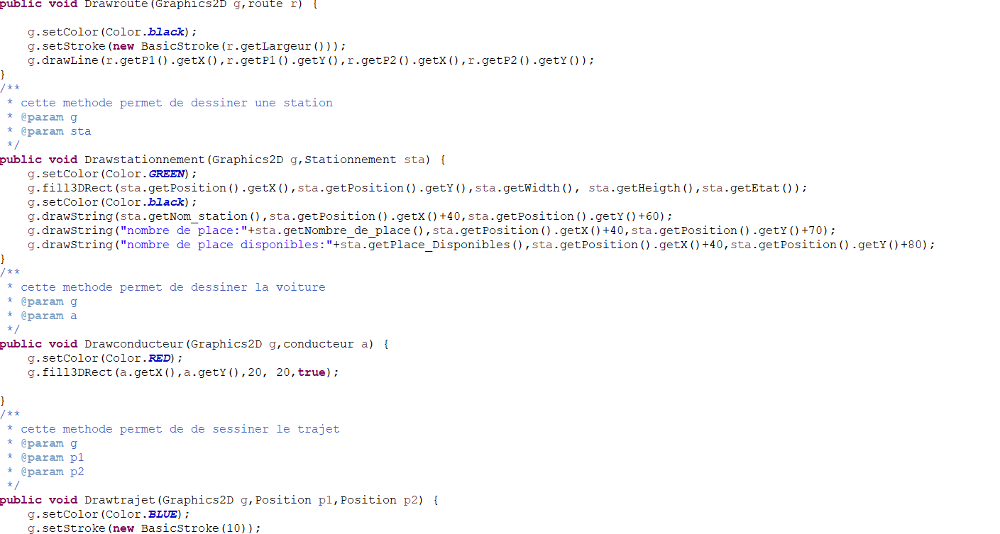 public void Drawroute(Graphics2D g,route r) {
g.setColor(Color.black);
g.setStroke(new BasicStroke(r.getLargeur()));
g.drawLine(r.getP1().getX(),r.getP1().getY(),r.getP2().getX(),r.getP2().getY());
}
/**
* cette methode permet de dessiner une station
* @param g
* @param sta
*/
public void Drawstationnement(Graphics2D g,Stationnement sta) {
g.setColor(Color.GREEN);
g.fill3DRect(sta.getPosition().getX(),sta.getPosition().getY(),sta.getWidth(), sta.getHeigth(),sta.getEtat());
g.setColor(Color.black);
g.drawString(sta.getNom_station(),sta.getPosition().getX()+40,sta.getPosition().getY()+60);
g.drawString("nombre de place:"+sta.getNombre_de_place(),sta.getPosition().getX()+40,sta.getPosition().getY()+70);
g.drawString("nombre de place disponibles:"+sta.getPlace_Disponibles(),sta.getPosition().getX()+40,sta.getPosition().getY()+80);
}
/**
* cette methode permet de dessiner la voiture
* @param g
* @param a
*/
public void Drawconducteur(Graphics2D g,conducteur a) {
g.setColor(Color.RED);
g.fill3DRect(a.getX(),a.getY(),20, 20,true);
}
/**
* cette methode permet de de sessiner le trajet
* @param g
* @param p1
* @param p2
*/
public void Drawtrajet(Graphics2D g,Position p1,Position p2) {
g.setColor(Color.BLUE);
g.setStroke(new BasicStroke(10));